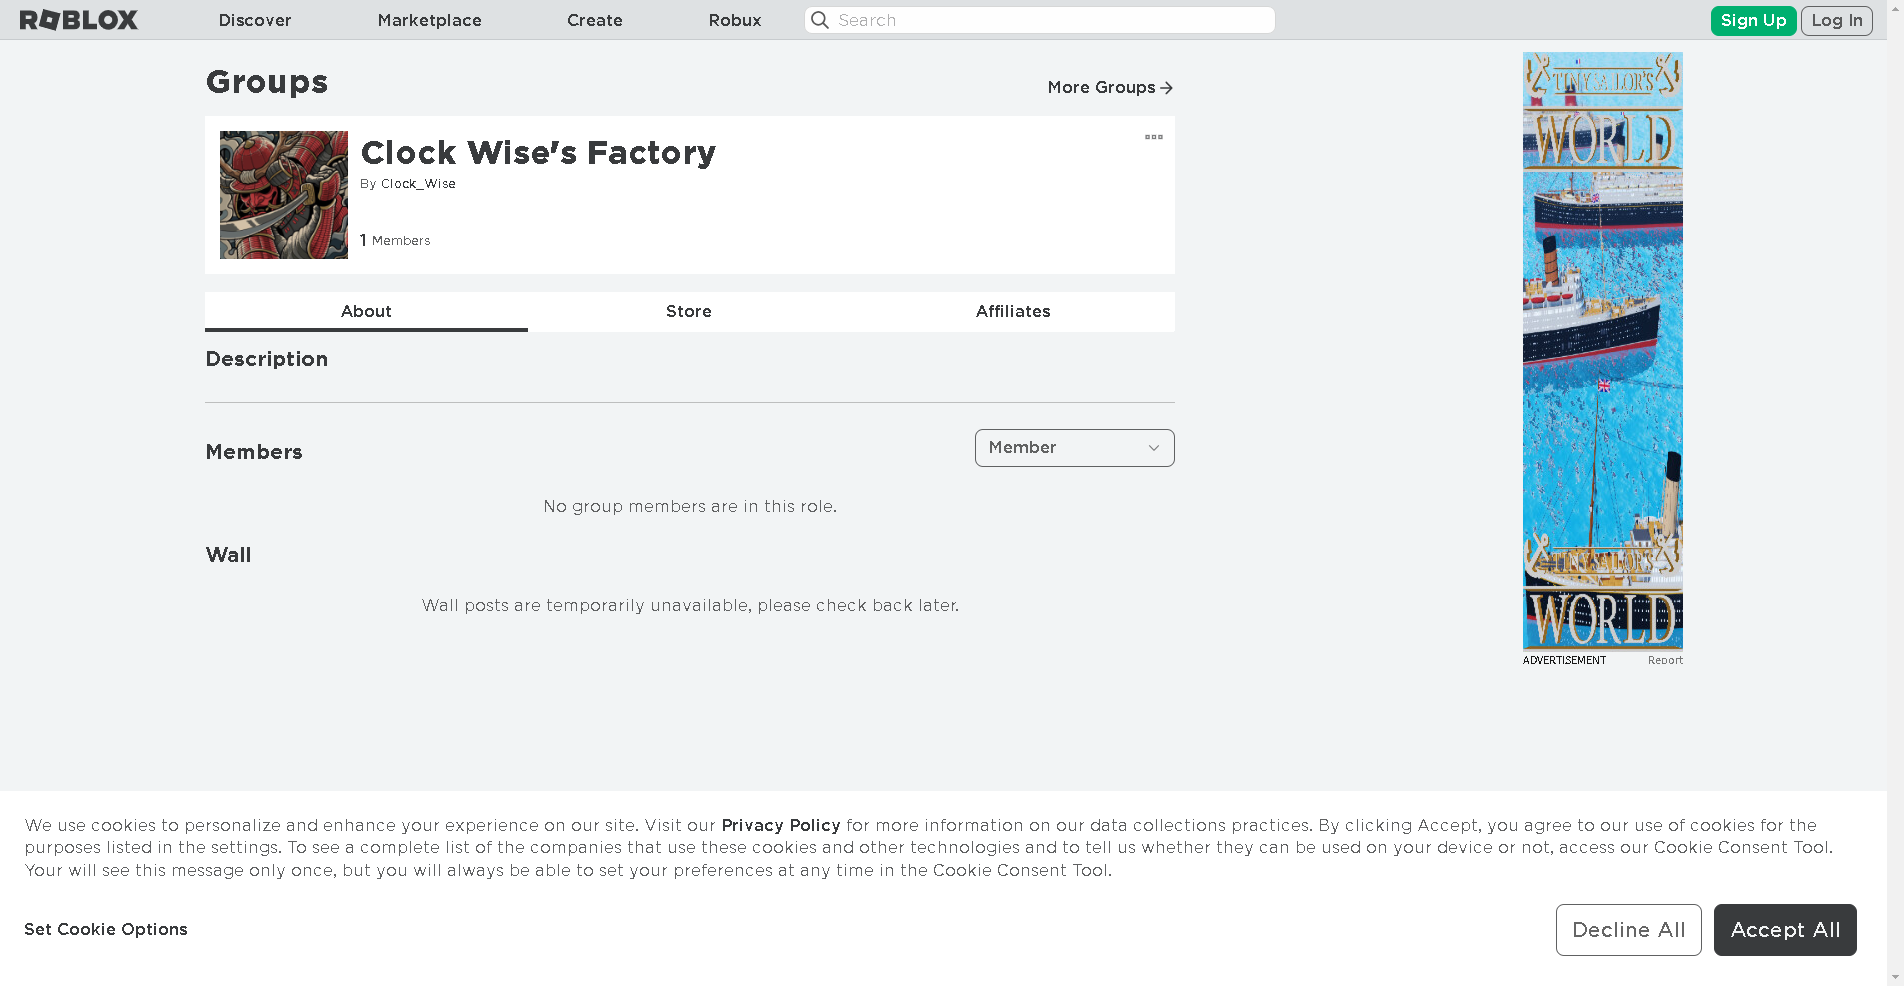 ROBLOX
Discover
Marketplace
Create
Robux
Search
Sign Up
Log In
Groups
More Groups
Clock Wise's Factory
By Clock_Wise
1 Members
About
Store
Affiliates
Description
Members
Member
No group members are in this role.
Wall
Wall posts are temporarily unavailable, please check back later.
TINYSAILOR'S
WORLD
TINYSAILOR'S
WORLD
ADVERTISEMENT
Report
We use cookies to personalize and enhance your experience on our site. Visit our Privacy Policy for more information on our data collections practices. By clicking Accept, you agree to our use of cookies for the
purposes listed in the settings. To see a complete list of the companies that use these cookies and other technologies and to tell us whether they can be used on your device or not, access our Cookie Consent Tool.
Your will see this message only once, but you will always be able to set your preferences at any time in the Cookie Consent Tool.
Set Cookie Options
Decline All
Accept All